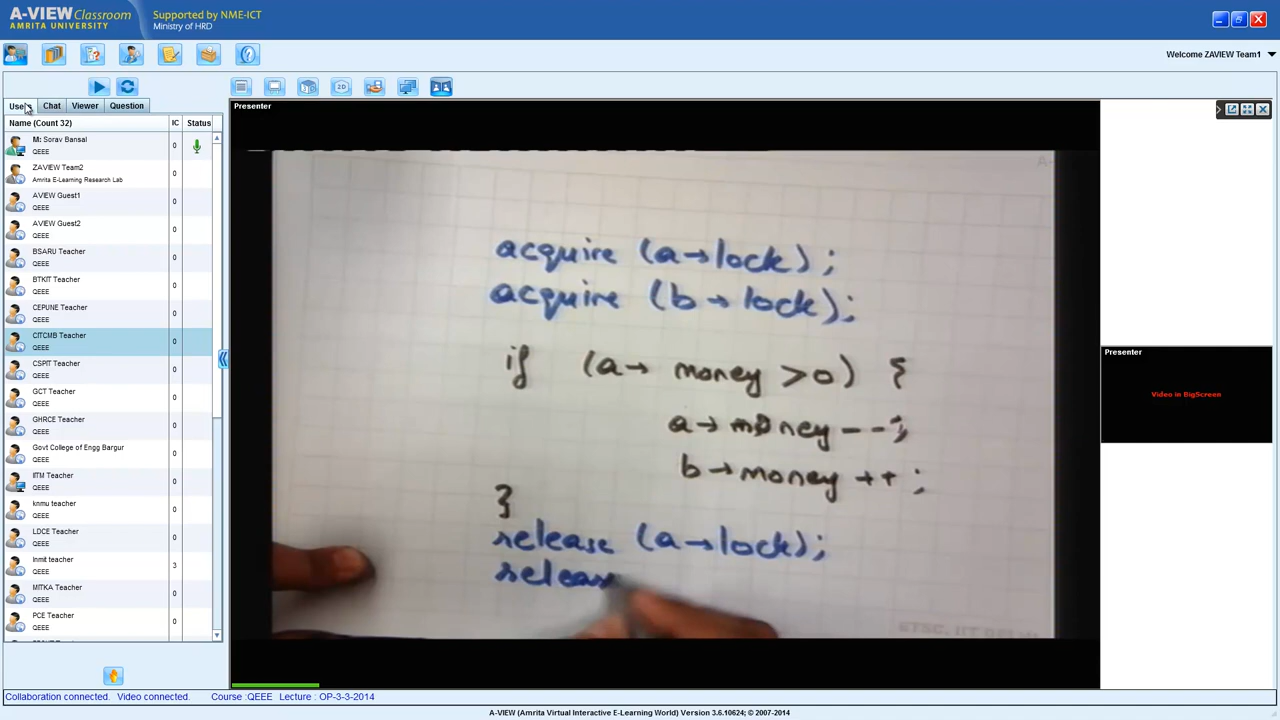 A-VIEW Classroom
AMRITA UNIVERSITY
Supported by NME-ICT
Ministry of HRD
Welcome ZAVIEW Team1
Chat
Viewer
Question
Name (Count 32)
IC
Status
M: Sorav Bansal
QEEE
0
ZAVIEW Team2
Amrita E-Learning Research Lab
0
AVIEW Guest1
QEEE
0
AVIEW Guest2
QEEE
0
BSARU Teacher
QEEE
0
BTKIT Teacher
QEEE
0
CEPUNE Teacher
QEEE
0
CITCMB Teacher
QEEE
0
CSPIT Teacher
QEEE
0
GCT Teacher
QEEE
0
GHRCE Teacher
QEEE
0
Govt College of Engg Bargur
QEEE
0
IITM Teacher
QEEE
0
knmu teacher
QEEE
0
LDCE Teacher
QEEE
0
lnmit teacher
QEEE
3
MITKA Teacher
QEEE
0
PCE Teacher
QEEE
0
2D
Presenter
acquire (a→lock);
acquire (b→lock);
if (a→ money >0) {
a→money--;
b→money ++;
}
release (a→lock);
releas
Presenter
Video in BigScreen
Collaboration connected. Video connected. Course :QEEE Lecture : OP-3-3-2014
A-VIEW (Amrita Virtual Interactive E-Learning World) Version 3.6.10624; © 2007-2014